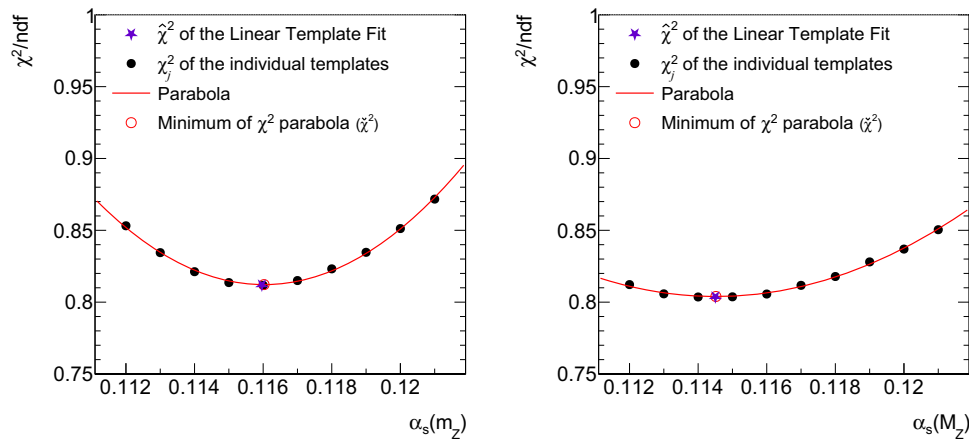 χ²/ndf
1
0.95
0.9
0.85
0.8
0.75
χ̂² of the Linear Template Fit
χ²ⱼ of the individual templates
Parabola
Minimum of χ² parabola (χ̌²)
0.112 0.114 0.116 0.118 0.12
αₛ(m_Z)
χ²/ndf
1
0.95
0.9
0.85
0.8
0.75
χ̂² of the Linear Template Fit
χ²ⱼ of the individual templates
Parabola
Minimum of χ² parabola (χ̌²)
0.112 0.114 0.116 0.118 0.12
αₛ(M_Z)